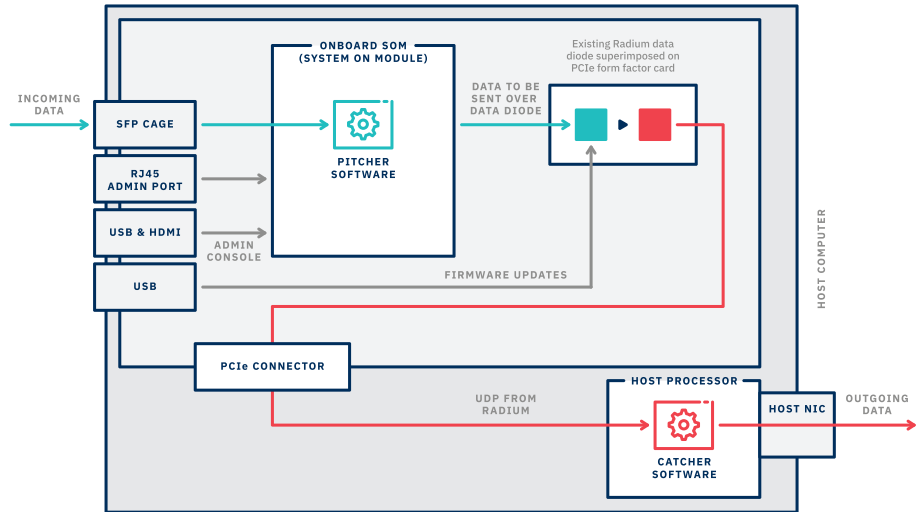 ONBOARD SOM
(SYSTEM ON MODULE)
Existing Radium data
diode superimposed on
PCIe form factor card
INCOMING
DATA
DATA TO BE
SENT OVER
DATA DIODE
SFP CAGE
PITCHER
SOFTWARE
RJ45
ADMIN PORT
USB & HDMI
ADMIN
CONSOLE
HOST COMPUTER
FIRMWARE UPDATES
USB
PCIe CONNECTOR
HOST PROCESSOR
UDP FROM
RADIUM
HOST NIC
OUTGOING
DATA
CATCHER
SOFTWARE